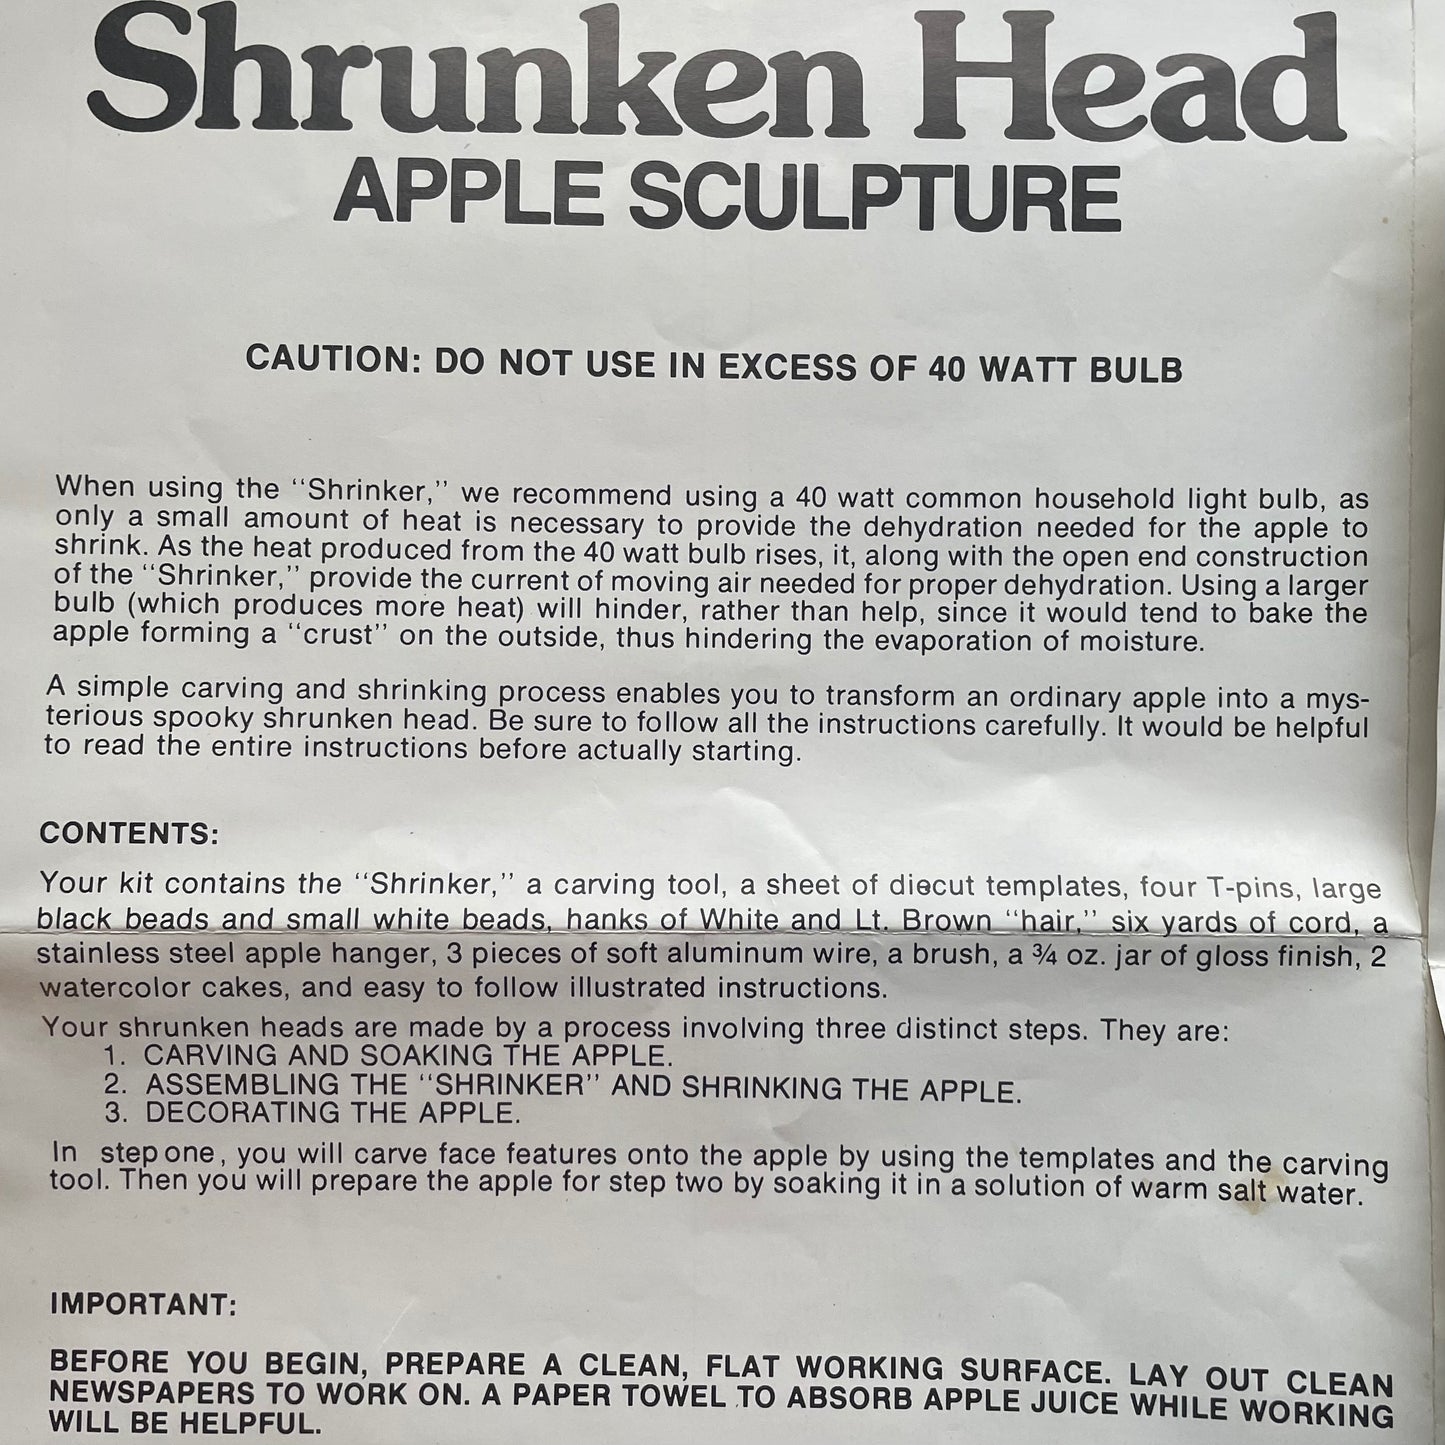 Shrunken Head
APPLE SCULPTURE
CAUTION: DO NOT USE IN EXCESS OF 40 WATT BULB
When using the "Shrinker," we recommend using a 40 watt common household light bulb, as
only a small amount of heat is necessary to provide the dehydration needed for the apple to
shrink. As the heat produced from the 40 watt bulb rises, it, along with the open end construction
of the "Shrinker," provide the current of moving air needed for proper dehydration. Using a larger
bulb (which produces more heat) will hinder, rather than help, since it would tend to bake the
apple forming a "crust" on the outside, thus hindering the evaporation of moisture.
A simple carving and shrinking process enables you to transform an ordinary apple into a mys-
terious spooky shrunken head. Be sure to follow all the instructions carefully. It would be helpful
to read the entire instructions before actually starting.
CONTENTS:
Your kit contains the "Shrinker," a carving tool, a sheet of diecut templates, four T-pins, large
black beads and small white beads, hanks of White and Lt. Brown "hair," six yards of cord, a
stainless steel apple hanger, 3 pieces of soft aluminum wire, a brush, a ¾ oz. jar of gloss finish, 2
watercolor cakes, and easy to follow illustrated instructions.
Your shrunken heads are made by a process involving three distinct steps. They are:
1. CARVING AND SOAKING THE APPLE.
2. ASSEMBLING THE "SHRINKER" AND SHRINKING THE APPLE.
3. DECORATING THE APPLE.
In step one, you will carve face features onto the apple by using the templates and the carving
tool. Then you will prepare the apple for step two by soaking it in a solution of warm salt water.
IMPORTANT:
BEFORE YOU BEGIN, PREPARE A CLEAN, FLAT WORKING SURFACE. LAY OUT CLEAN
NEWSPAPERS TO WORK ON. A PAPER TOWEL TO ABSORB APPLE JUICE WHILE WORKING
WILL BE HELPFUL.